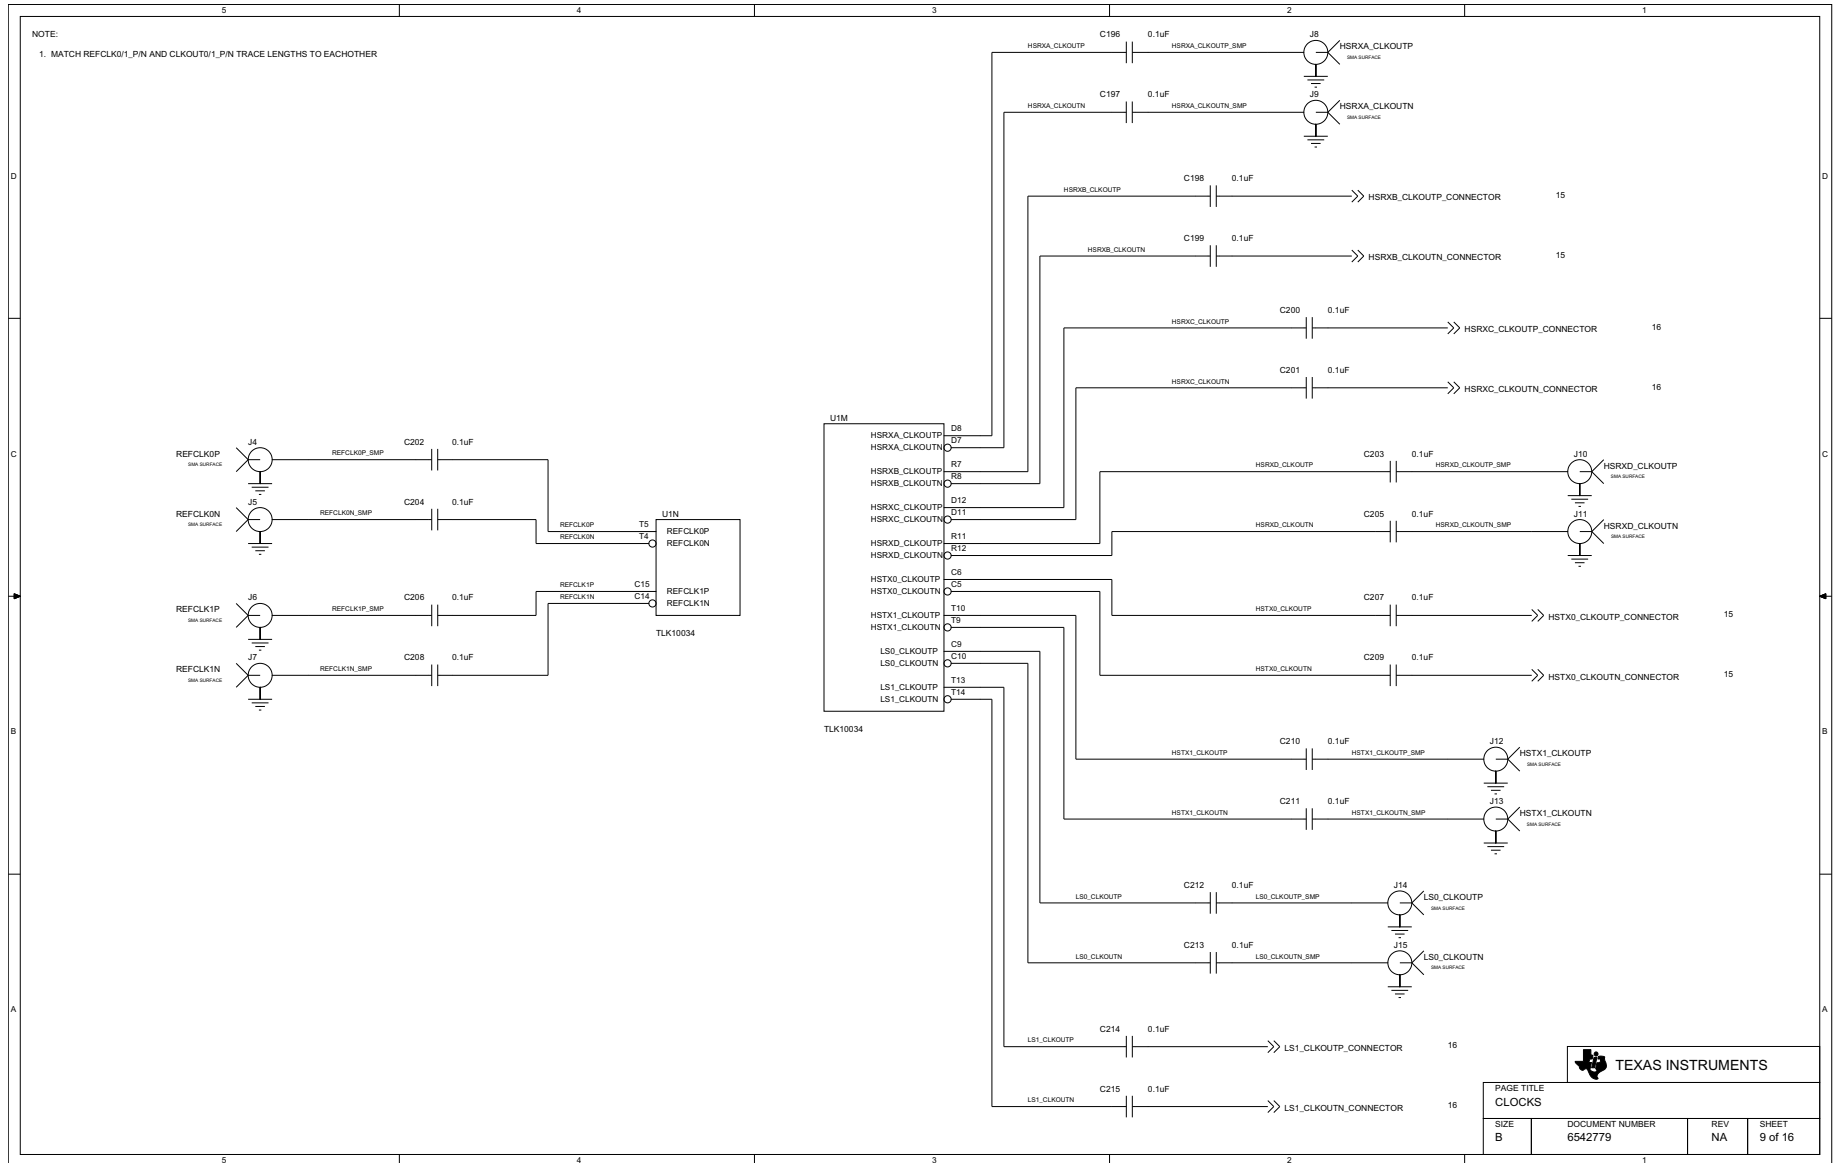 5 4 3 2 1
NOTE:
1. MATCH REFCLK0/1_P/N AND CLKOUT0/1_P/N TRACE LENGTHS TO EACHOTHER
C196 0.1uF J8
HSRXA_CLKOUTP HSRXA_CLKOUTP_SMP HSRXA_CLKOUTP
SMA SURFACE
C197 0.1uF J9
HSRXA_CLKOUTN HSRXA_CLKOUTN_SMP HSRXA_CLKOUTN
SMA SURFACE
D D
C198 0.1uF
HSRXB_CLKOUTP HSRXB_CLKOUTP_CONNECTOR 15
C199 0.1uF
HSRXB_CLKOUTN HSRXB_CLKOUTN_CONNECTOR 15
C200 0.1uF
HSRXC_CLKOUTP HSRXC_CLKOUTP_CONNECTOR 16
C201 0.1uF
HSRXC_CLKOUTN HSRXC_CLKOUTN_CONNECTOR 16
C C
J4 C202 0.1uF
REFCLK0P REFCLK0P_SMP
SMA SURFACE
J5 C204 0.1uF
REFCLK0N REFCLK0N_SMP
SMA SURFACE
U1N
REFCLK0P T5 REFCLK0P
REFCLK0N T4 REFCLK0N
REFCLK1P C15 REFCLK1P
REFCLK1N C14 REFCLK1N
TLK10034
J6 C206 0.1uF
REFCLK1P REFCLK1P_SMP
SMA SURFACE
J7 C208 0.1uF
REFCLK1N REFCLK1N_SMP
SMA SURFACE
U1M
HSRXA_CLKOUTP D8
HSRXA_CLKOUTN D7
HSRXB_CLKOUTP R7
HSRXB_CLKOUTN R8
HSRXC_CLKOUTP D12
HSRXC_CLKOUTN D11
HSRXD_CLKOUTP R11
HSRXD_CLKOUTN R12
HSTX0_CLKOUTP C6
HSTX0_CLKOUTN C5
HSTX1_CLKOUTP T10
HSTX1_CLKOUTN T9
LS0_CLKOUTP C9
LS0_CLKOUTN C10
LS1_CLKOUTP T13
LS1_CLKOUTN T14
TLK10034
C203 0.1uF J10
HSRXD_CLKOUTP HSRXD_CLKOUTP_SMP HSRXD_CLKOUTP
SMA SURFACE
C205 0.1uF J11
HSRXD_CLKOUTN HSRXD_CLKOUTN_SMP HSRXD_CLKOUTN
SMA SURFACE
C207 0.1uF
HSTX0_CLKOUTP HSTX0_CLKOUTP_CONNECTOR 15
C209 0.1uF
HSTX0_CLKOUTN HSTX0_CLKOUTN_CONNECTOR 15
B B
C210 0.1uF J12
HSTX1_CLKOUTP HSTX1_CLKOUTP_SMP HSTX1_CLKOUTP
SMA SURFACE
C211 0.1uF J13
HSTX1_CLKOUTN HSTX1_CLKOUTN_SMP HSTX1_CLKOUTN
SMA SURFACE
C212 0.1uF J14
LS0_CLKOUTP LS0_CLKOUTP_SMP LS0_CLKOUTP
SMA SURFACE
C213 0.1uF J15
LS0_CLKOUTN LS0_CLKOUTN_SMP LS0_CLKOUTN
SMA SURFACE
A A
C214 0.1uF
LS1_CLKOUTP LS1_CLKOUTP_CONNECTOR 16
C215 0.1uF
LS1_CLKOUTN LS1_CLKOUTN_CONNECTOR 16
TEXAS INSTRUMENTS
PAGE TITLE
CLOCKS
SIZE DOCUMENT NUMBER REV SHEET
B 6542779 NA 9 of 16
5 4 3 2 1